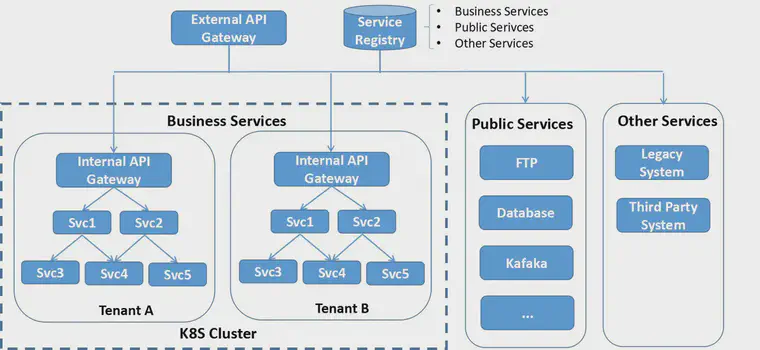 External API
Gateway
Service
Registry
• Business Services
• Public Serivces
• Other Services
Business Services
Internal API
Gateway
Svc1
Svc2
Svc3
Svc4
Svc5
Tenant A
Internal API
Gateway
Svc1
Svc2
Svc3
Svc4
Svc5
Tenant B
K8S Cluster
Public Services
FTP
Database
Kafaka
...
Other Services
Legacy
System
Third Party
System